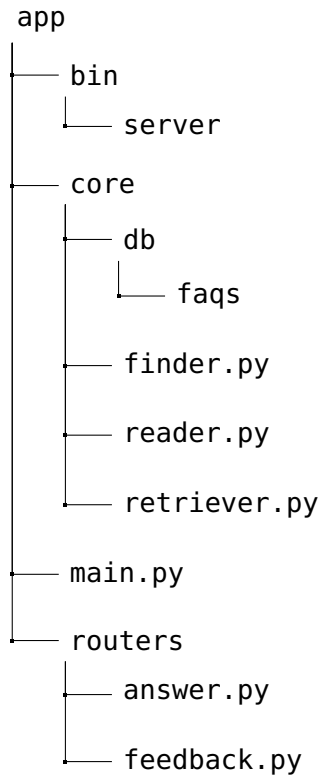 app
bin
server
core
db
faqs
finder.py
reader.py
retriever.py
main.py
routers
answer.py
feedback.py